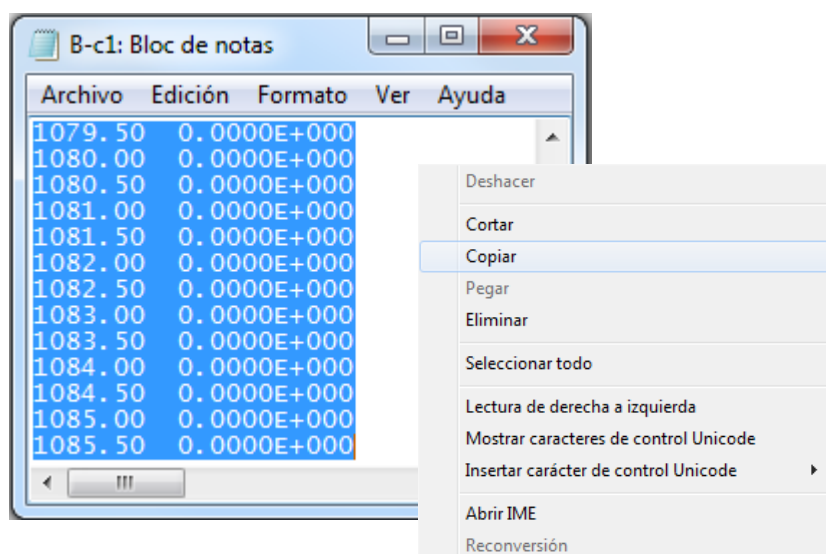 B-c1: Bloc de notas
Archivo Edición Formato Ver Ayuda
1079.50 0.0000E+000
1080.00 0.0000E+000
1080.50 0.0000E+000
1081.00 0.0000E+000
1081.50 0.0000E+000
1082.00 0.0000E+000
1082.50 0.0000E+000
1083.00 0.0000E+000
1083.50 0.0000E+000
1084.00 0.0000E+000
1084.50 0.0000E+000
1085.00 0.0000E+000
1085.50 0.0000E+000
Deshacer
Cortar
Copiar
Pegar
Eliminar
Seleccionar todo
Lectura de derecha a izquierda
Mostrar caracteres de control Unicode
Insertar carácter de control Unicode
Abrir IME
Reconversión